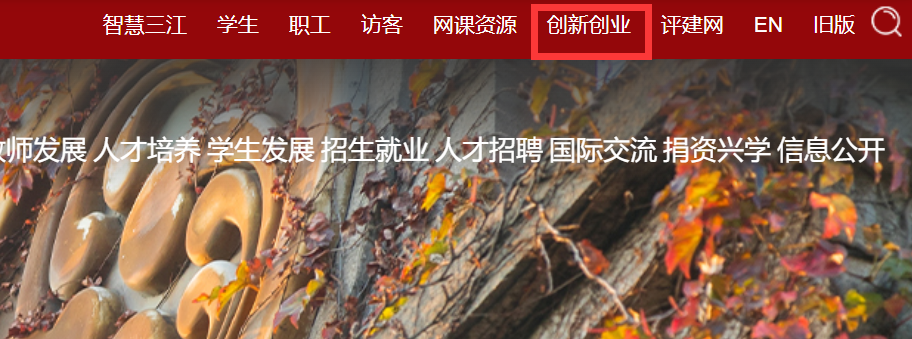 智慧三江 学生 职工 访客 网课资源 创新创业 评建网 EN 旧版
师发展 人才培养 学生发展 招生就业 人才招聘 国际交流 捐资兴学 信息公开